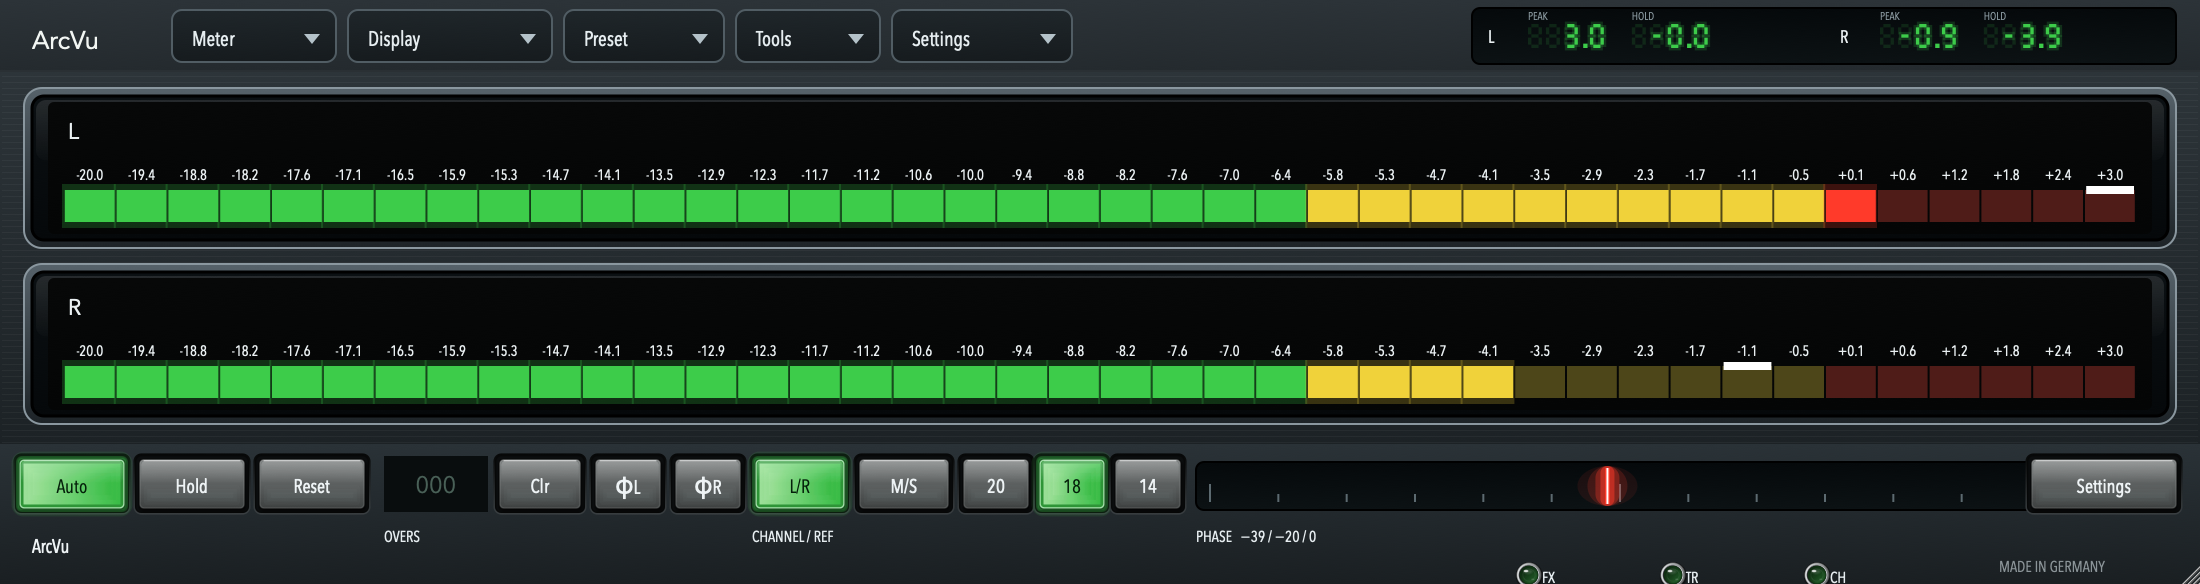 ArcVu
Meter
Display
Preset
Tools
Settings
PEAK HOLD PEAK HOLD
L 3.0 -0.0 R -0.9 -3.9
L
-20.0 -19.4 -18.8 -18.2 -17.6 -17.1 -16.5 -15.9 -15.3 -14.7 -14.1 -13.5 -12.9 -12.3 -11.7 -11.2 -10.6 -10.0 -9.4 -8.8 -8.2 -7.6 -7.0 -6.4 -5.8 -5.3 -4.7 -4.1 -3.5 -2.9 -2.3 -1.7 -1.1 -0.5 +0.1 +0.6 +1.2 +1.8 +2.4 +3.0
R
-20.0 -19.4 -18.8 -18.2 -17.6 -17.1 -16.5 -15.9 -15.3 -14.7 -14.1 -13.5 -12.9 -12.3 -11.7 -11.2 -10.6 -10.0 -9.4 -8.8 -8.2 -7.6 -7.0 -6.4 -5.8 -5.3 -4.7 -4.1 -3.5 -2.9 -2.3 -1.7 -1.1 -0.5 +0.1 +0.6 +1.2 +1.8 +2.4 +3.0
Auto Hold Reset 000 Clr ΦL ΦR L/R M/S 20 18 14 Settings
OVERS CHANNEL / REF PHASE –39 / –20 / 0
ArcVu
FX TR CH MADE IN GERMANY